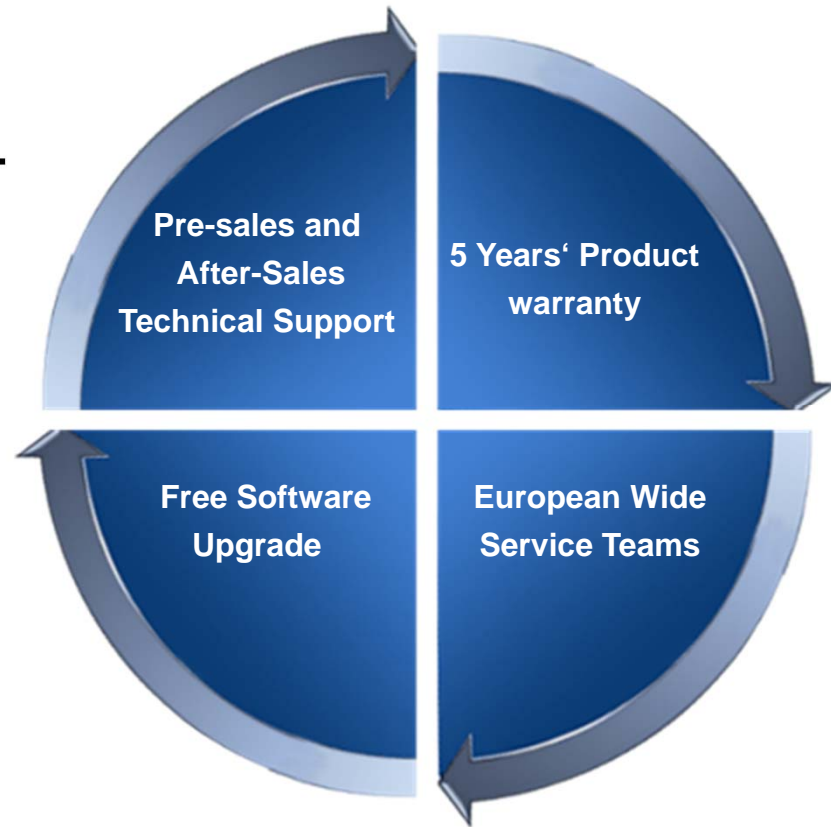 Pre-sales and
After-Sales
Technical Support
5 Years‘ Product
warranty
Free Software
Upgrade
European Wide
Service Teams